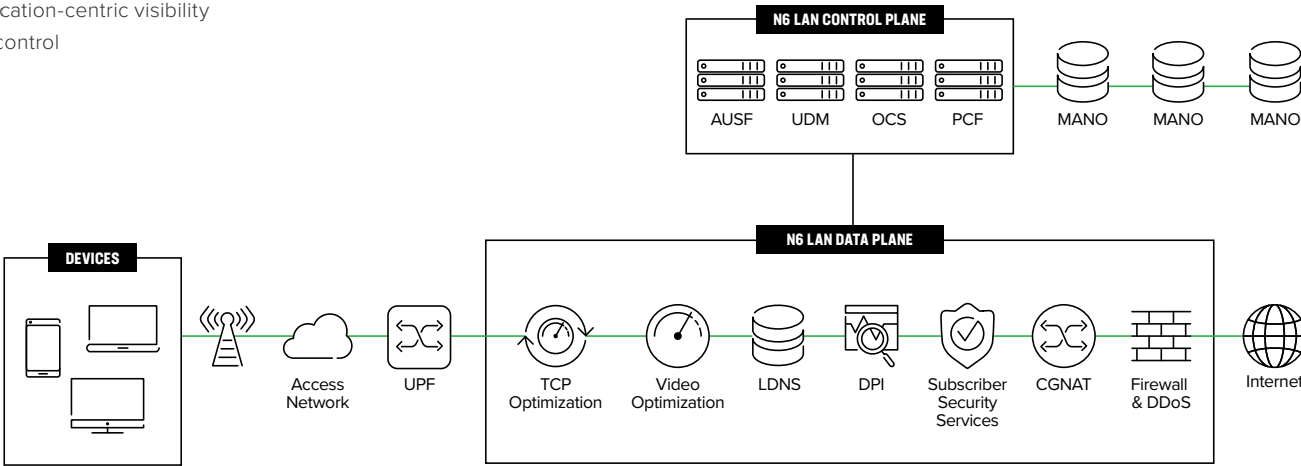 cation-centric visibility
control
N6 LAN CONTROL PLANE
AUSF
UDM
OCS
PCF
MANO
MANO
MANO
N6 LAN DATA PLANE
DEVICES
Access
Network
UPF
TCP
Optimization
Video
Optimization
LDNS
DPI
Subscriber
Security
Services
CGNAT
Firewall
& DDoS
Internet